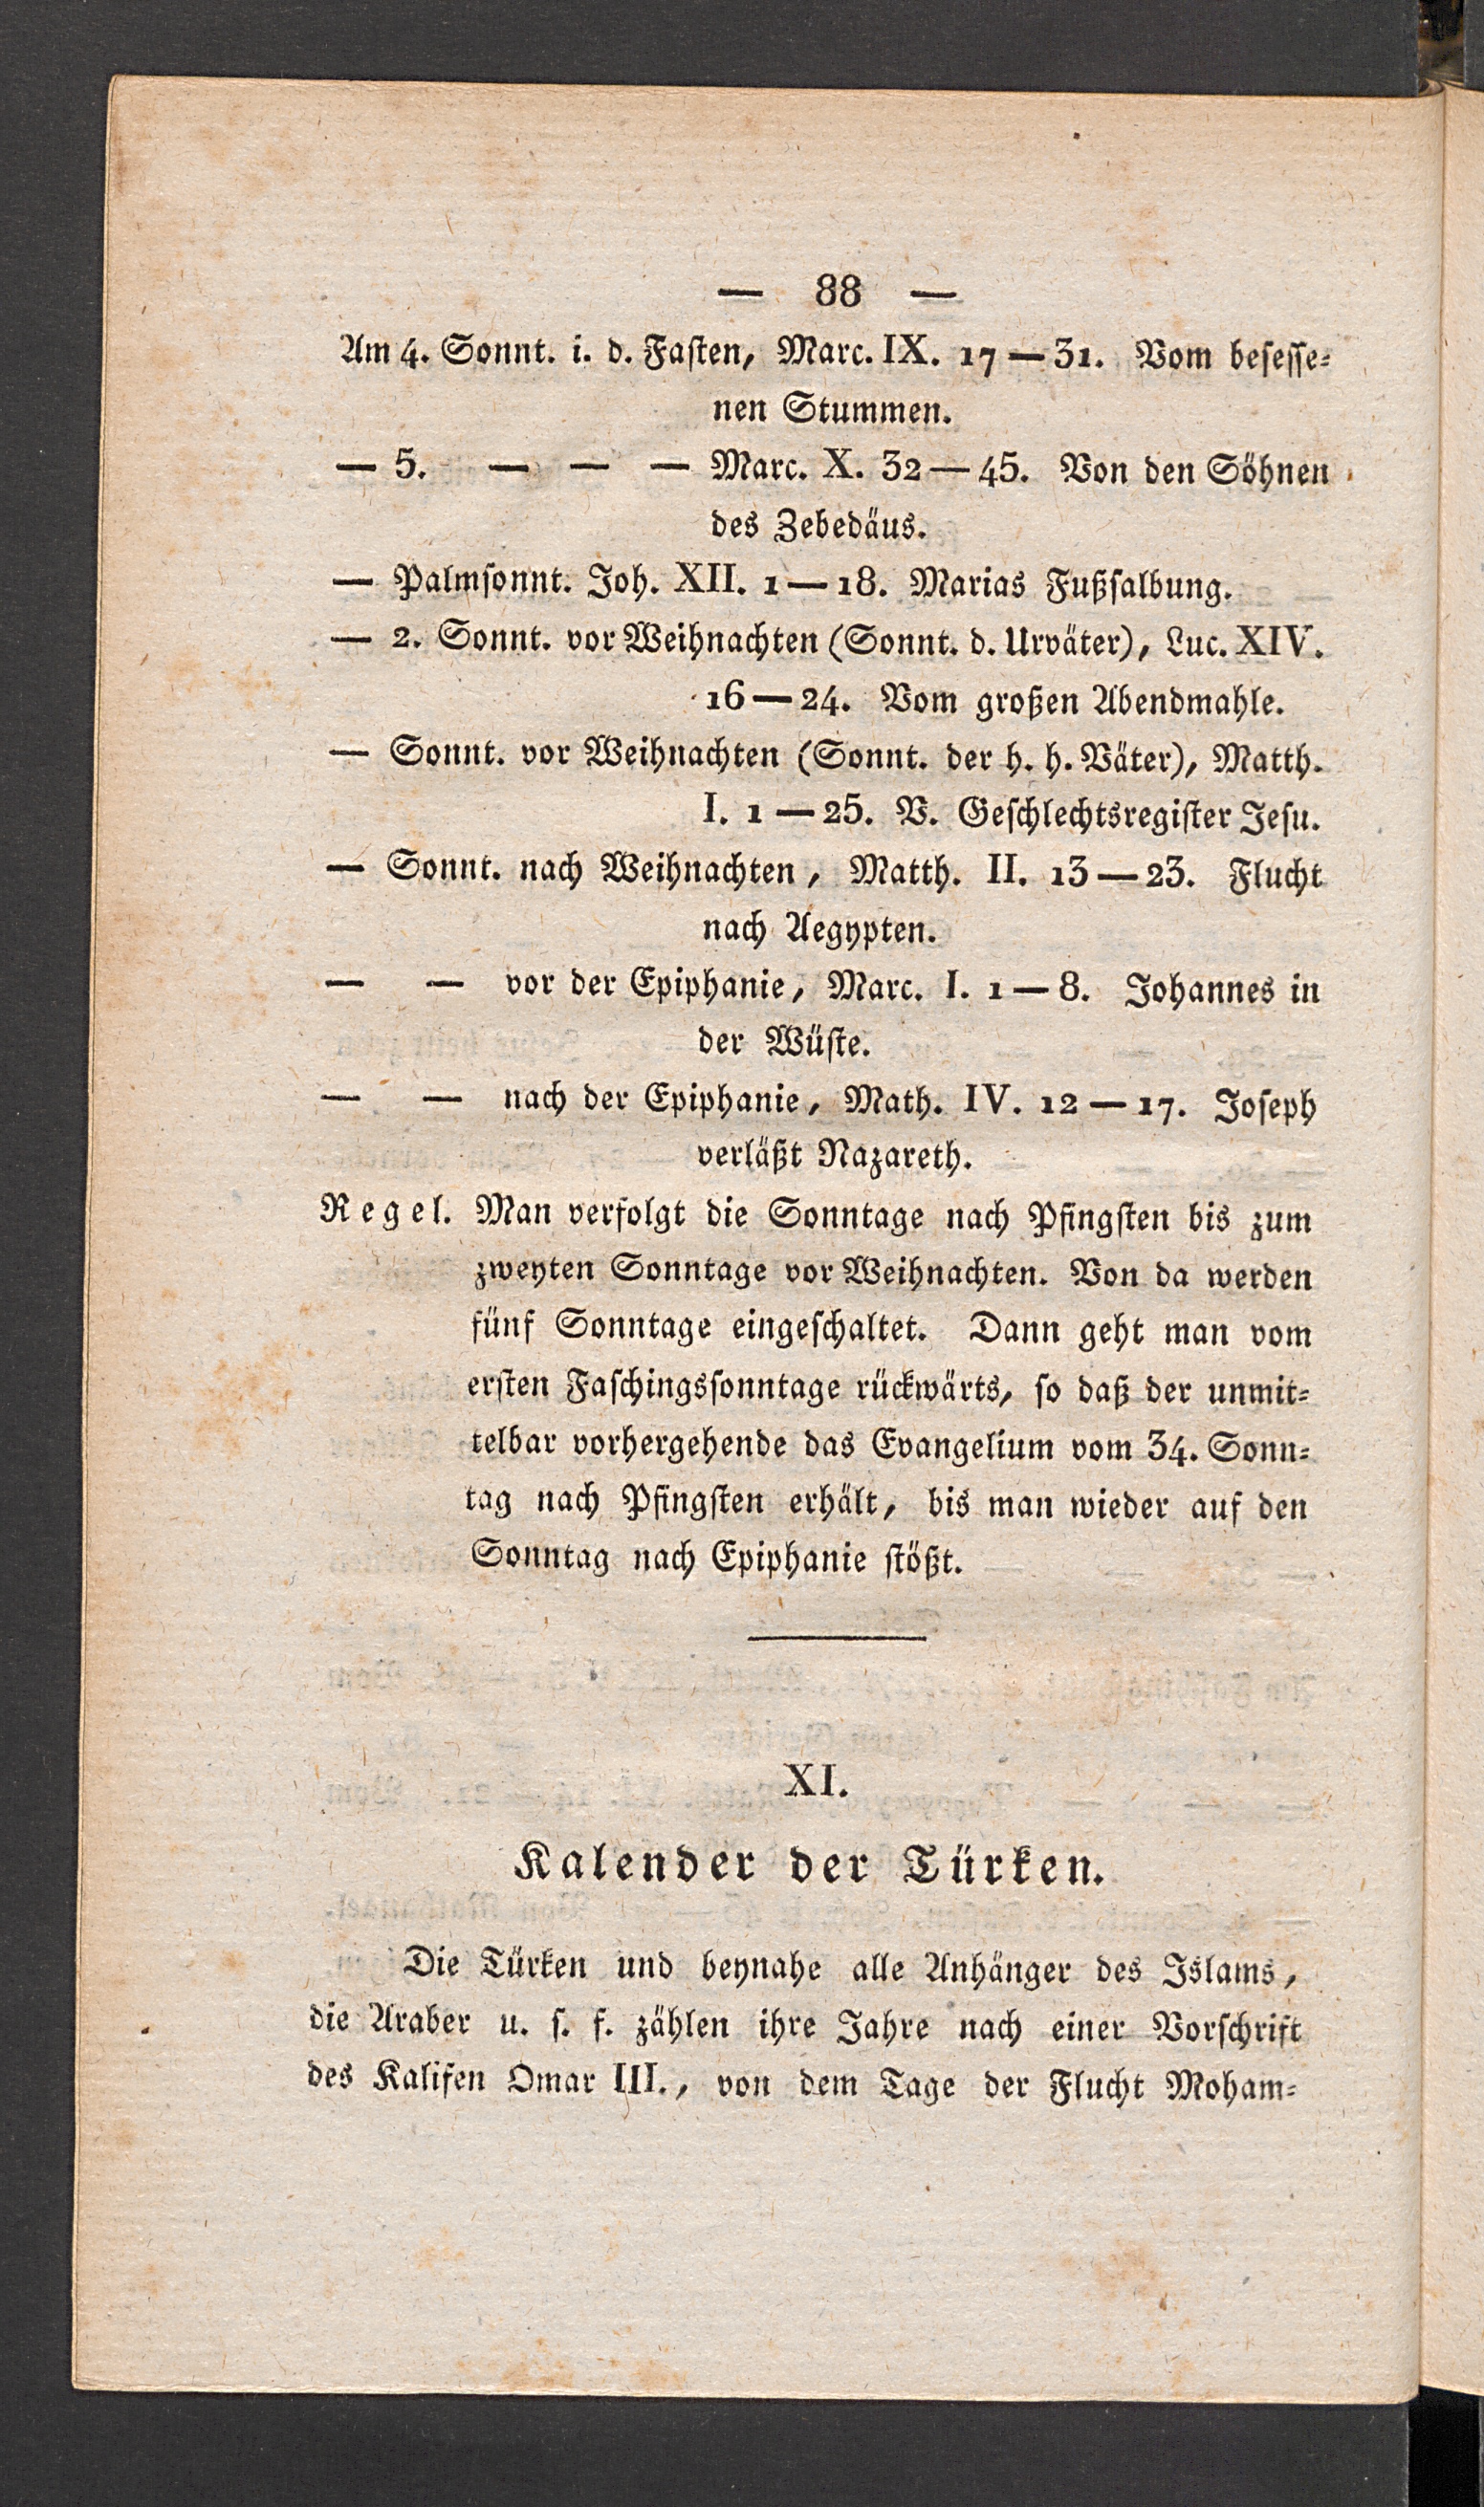 — 88 —
Am 4. Sonnt. i. d. Fasten, Marc. IX. 17 — 31. Vom besesse-
nen Stummen.
— 5. — — — Marc. X. 32 — 45. Von den Söhnen
des Zebedäus.
— Palmsonnt. Joh. XII. 1 — 18. Marias Fußsalbung.
— 2. Sonnt. vor Weihnachten (Sonnt. d. Urväter), Luc. XIV.
16 — 24. Vom großen Abendmahle.
— Sonnt. vor Weihnachten (Sonnt. der h. h. Väter), Matth.
I. 1 — 25. V. Geschlechtsregister Jesu.
— Sonnt. nach Weihnachten, Matth. II. 13 — 23. Flucht
nach Aegypten.
— — vor der Epiphanie, Marc. I. 1 — 8. Johannes in
der Wüste.
— — nach der Epiphanie, Math. IV. 12 — 17. Joseph
verläßt Nazareth.
Regel. Man verfolgt die Sonntage nach Pfingsten bis zum
zweyten Sonntage vor Weihnachten. Von da werden
fünf Sonntage eingeschaltet. Dann geht man vom
ersten Faschingssonntage rückwärts, so daß der unmit-
telbar vorhergehende das Evangelium vom 34. Sonn-
tag nach Pfingsten erhält, bis man wieder auf den
Sonntag nach Epiphanie stößt.
XI.
Kalender der Türken.
Die Türken und beynahe alle Anhänger des Islams,
die Araber u. s. f. zählen ihre Jahre nach einer Vorschrift
des Kalifen Omar III., von dem Tage der Flucht Moham-